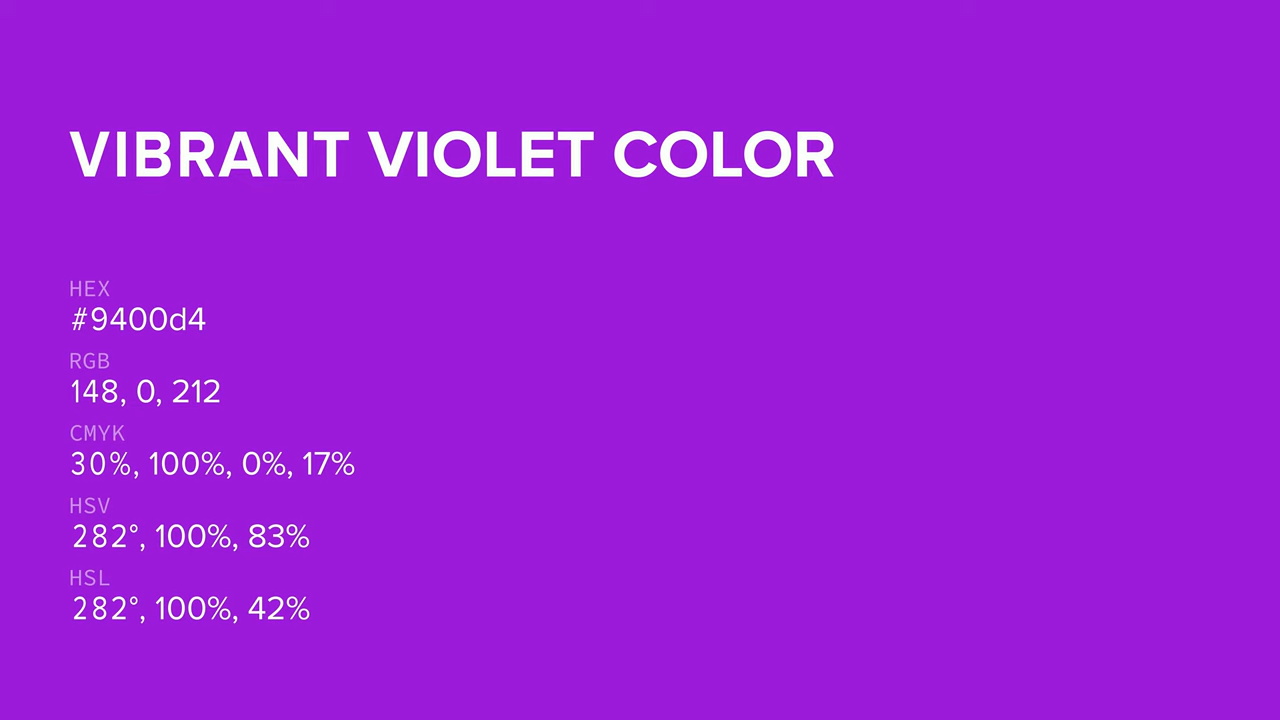 VIBRANT VIOLET COLOR
HEX
#9400d4
RGB
148, 0, 212
CMYK
30%, 100%, 0%, 17%
HSV
282°, 100%, 83%
HSL
282°, 100%, 42%